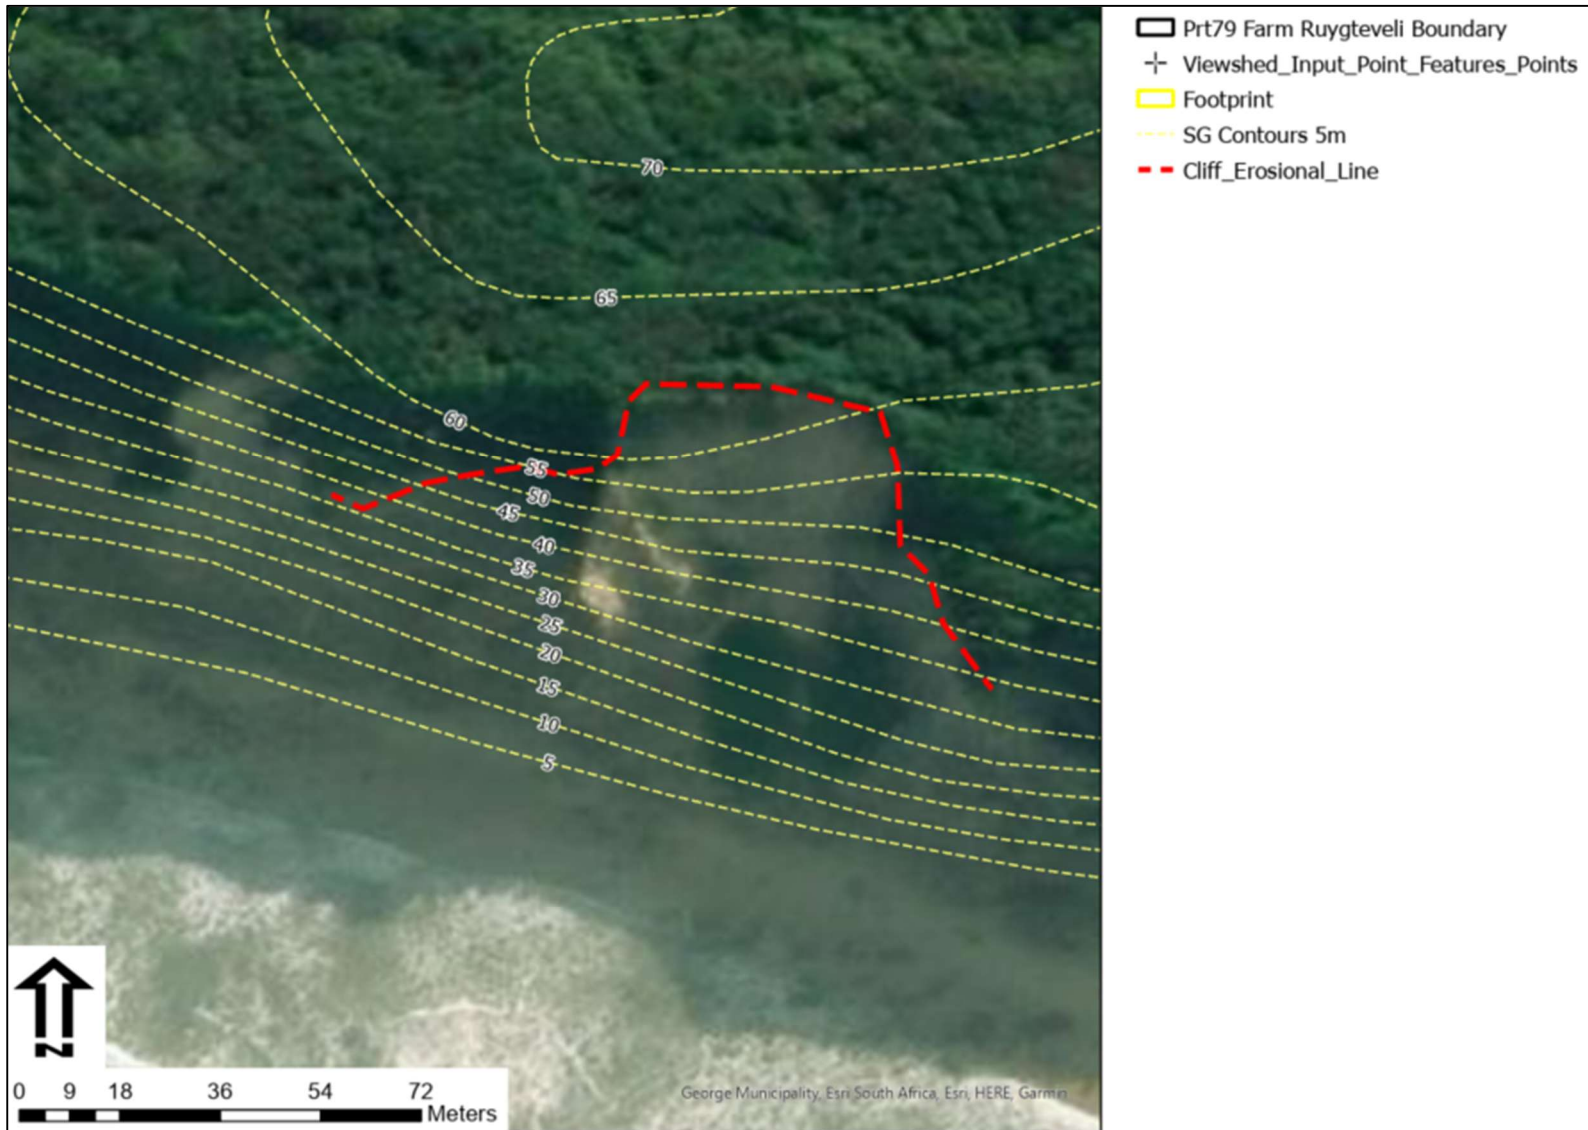 Prt79 Farm Ruygteveli Boundary
Viewshed_Input_Point_Features_Points
Footprint
SG Contours 5m
Cliff_Erosional_Line
70
65
60
55
50
45
40
35
30
25
20
15
10
5
N
0 9 18 36 54 72
Meters
George Municipality, Esri South Africa, Esri, HERE, Garmin